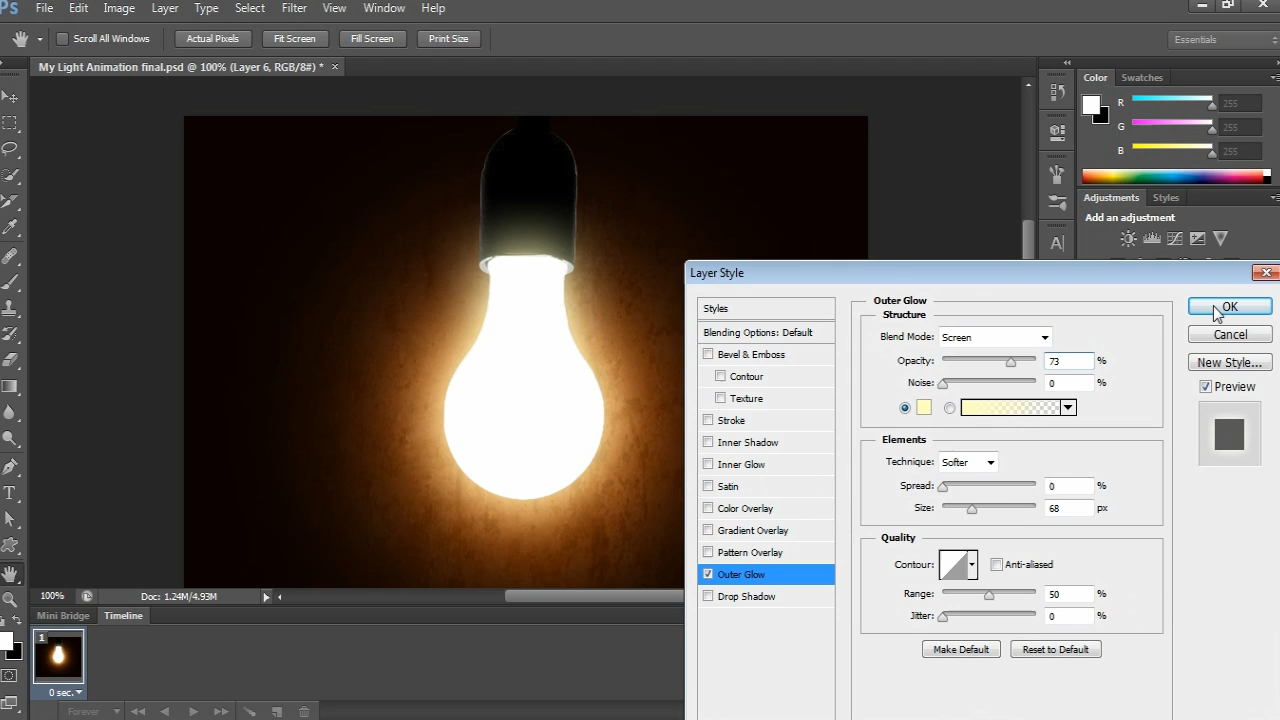 Ps File Edit Image Layer Type Select Filter View Window Help
Scroll All Windows Actual Pixels Fit Screen Fill Screen Print Size Essentials
My Light Animation final.psd @ 100% (Layer 6, RGB/8#) * ×
Color Swatches
R 255
G 255
B 255
Adjustments Styles
Add an adjustment
A
Layer Style
Styles
Blending Options: Default
Bevel & Emboss
Contour
Texture
Stroke
Inner Shadow
Inner Glow
Satin
Color Overlay
Gradient Overlay
Pattern Overlay
Outer Glow
Drop Shadow
Outer Glow
Structure
Blend Mode: Screen
Opacity: 73 %
Noise: 0 %
Elements
Technique: Softer
Spread: 0 %
Size: 68 px
Quality
Contour: Anti-aliased
Range: 50 %
Jitter: 0 %
Make Default Reset to Default
OK
Cancel
New Style...
Preview
T
100% Doc: 1.24M/4.93M
Mini Bridge Timeline
1
0 sec.
Forever